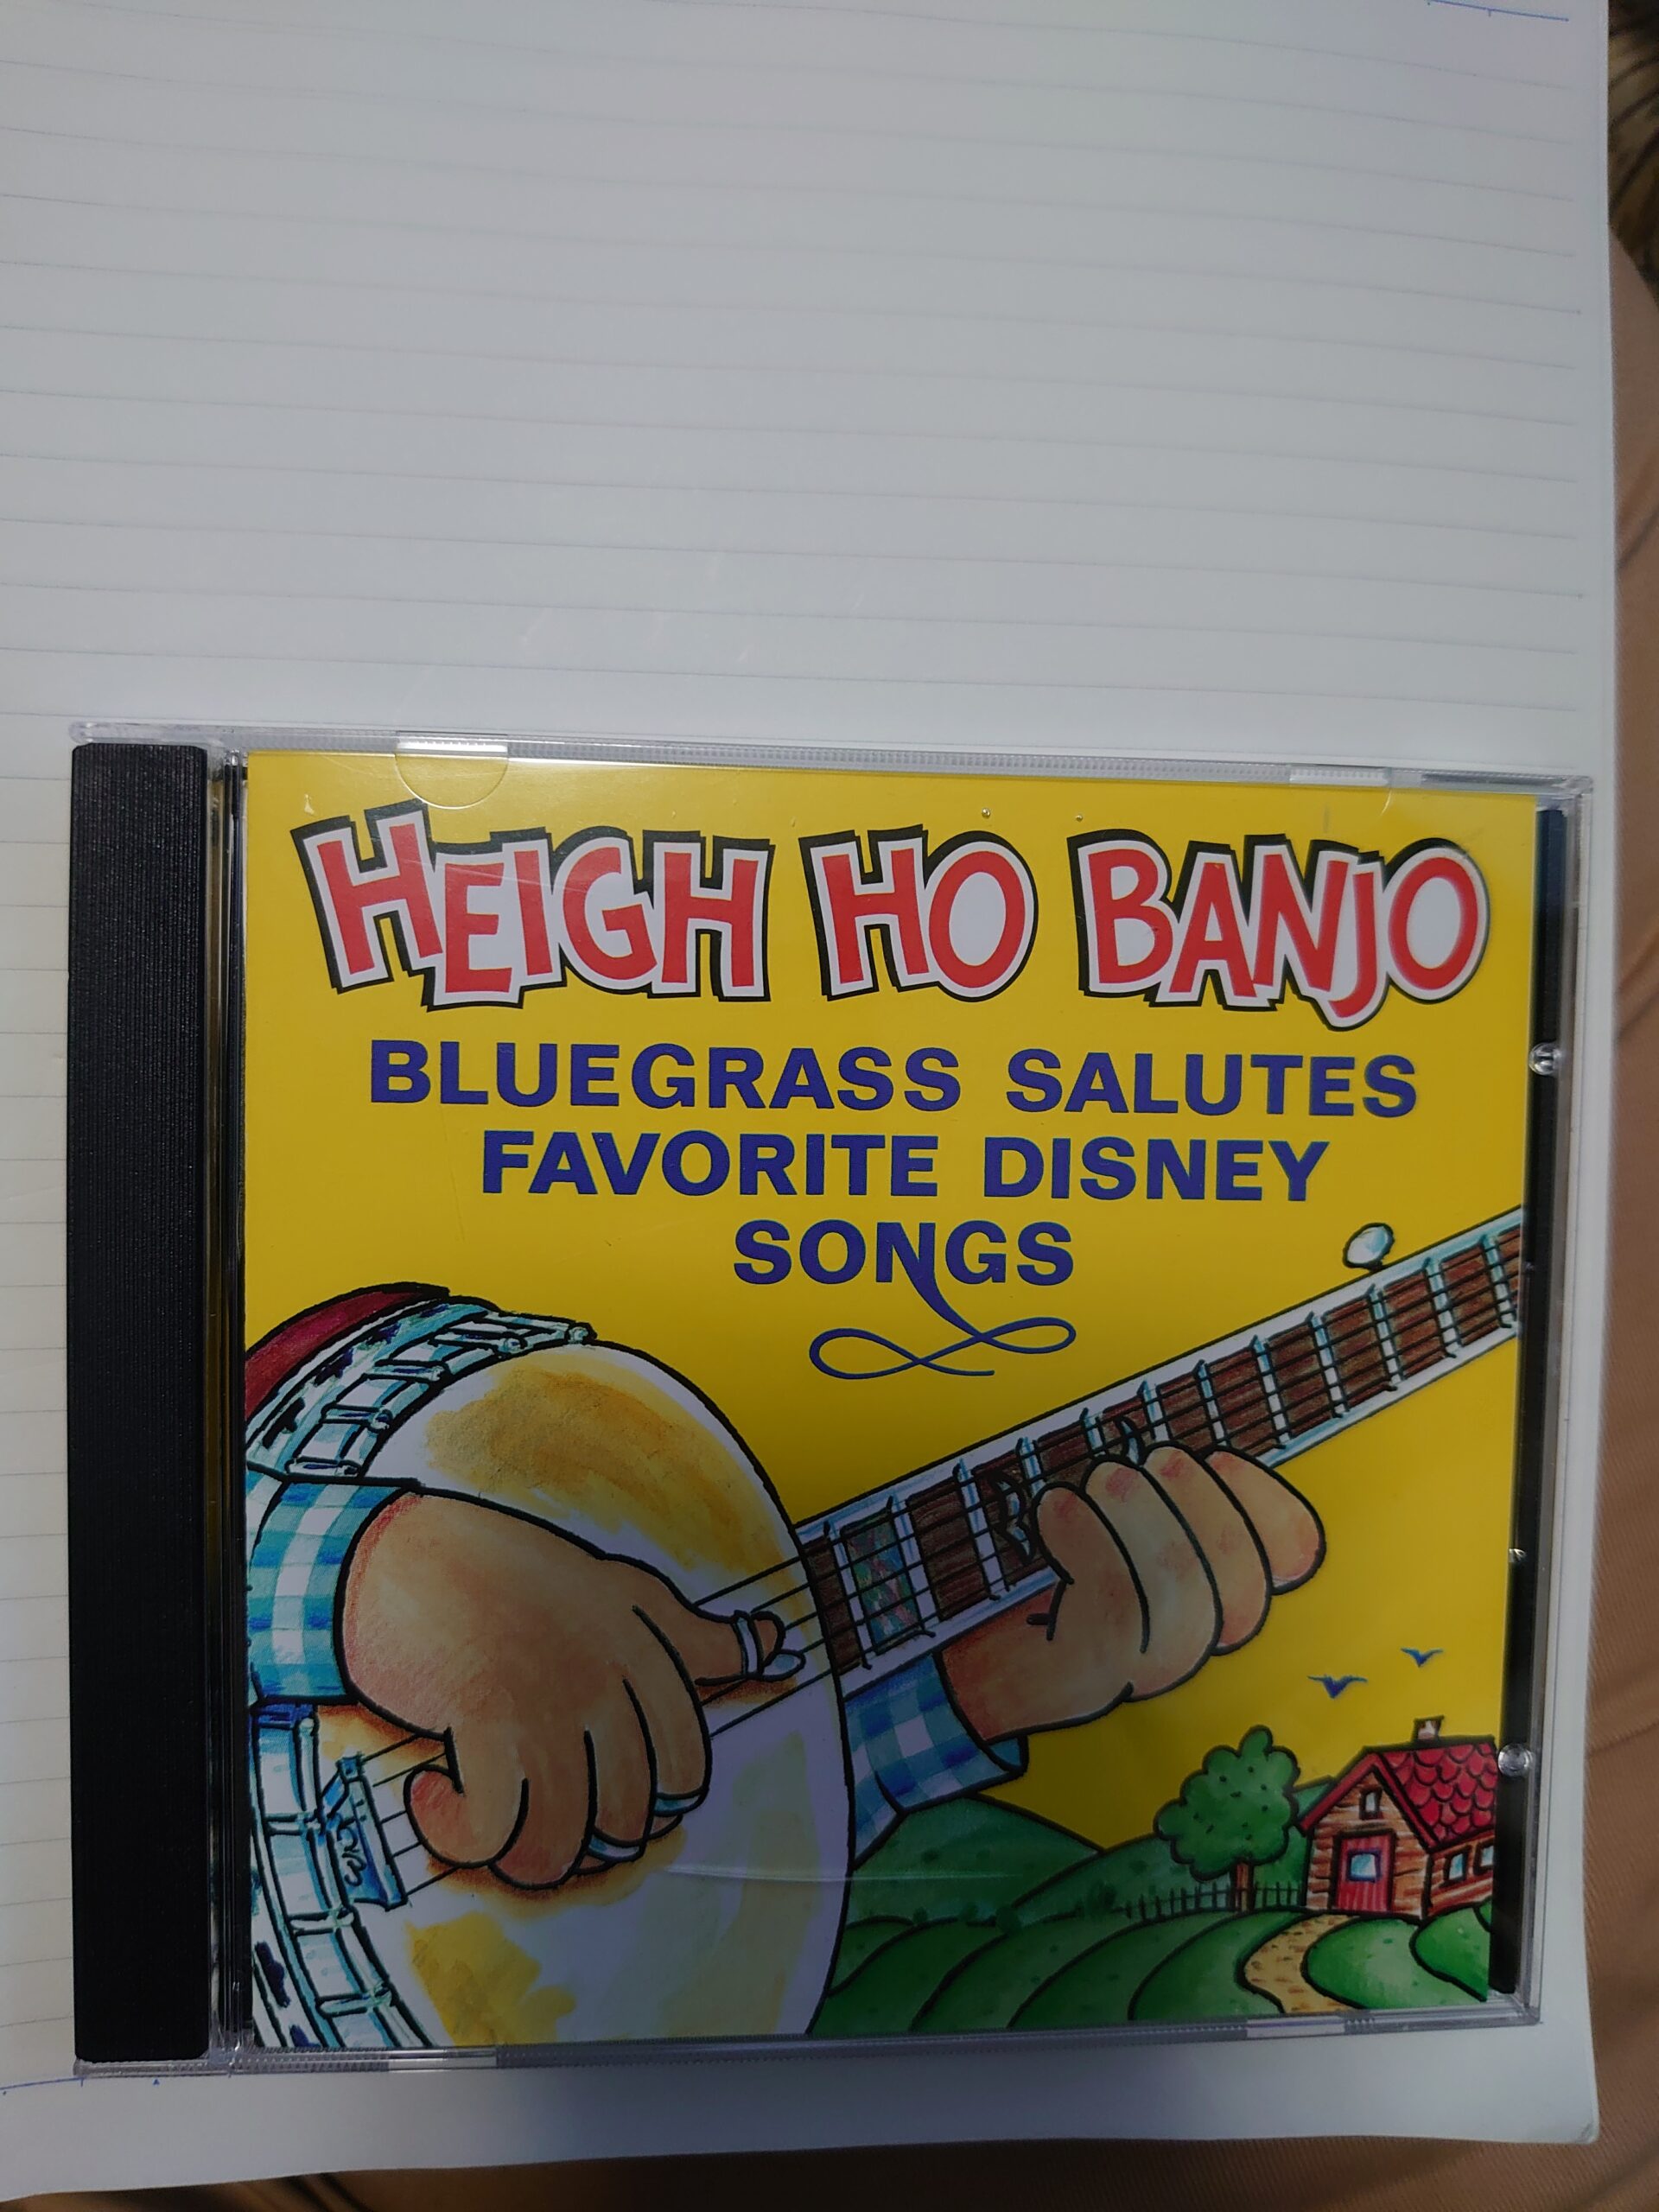 HEIGH HO BANJO
BLUEGRASS SALUTES
FAVORITE DISNEY
SONGS